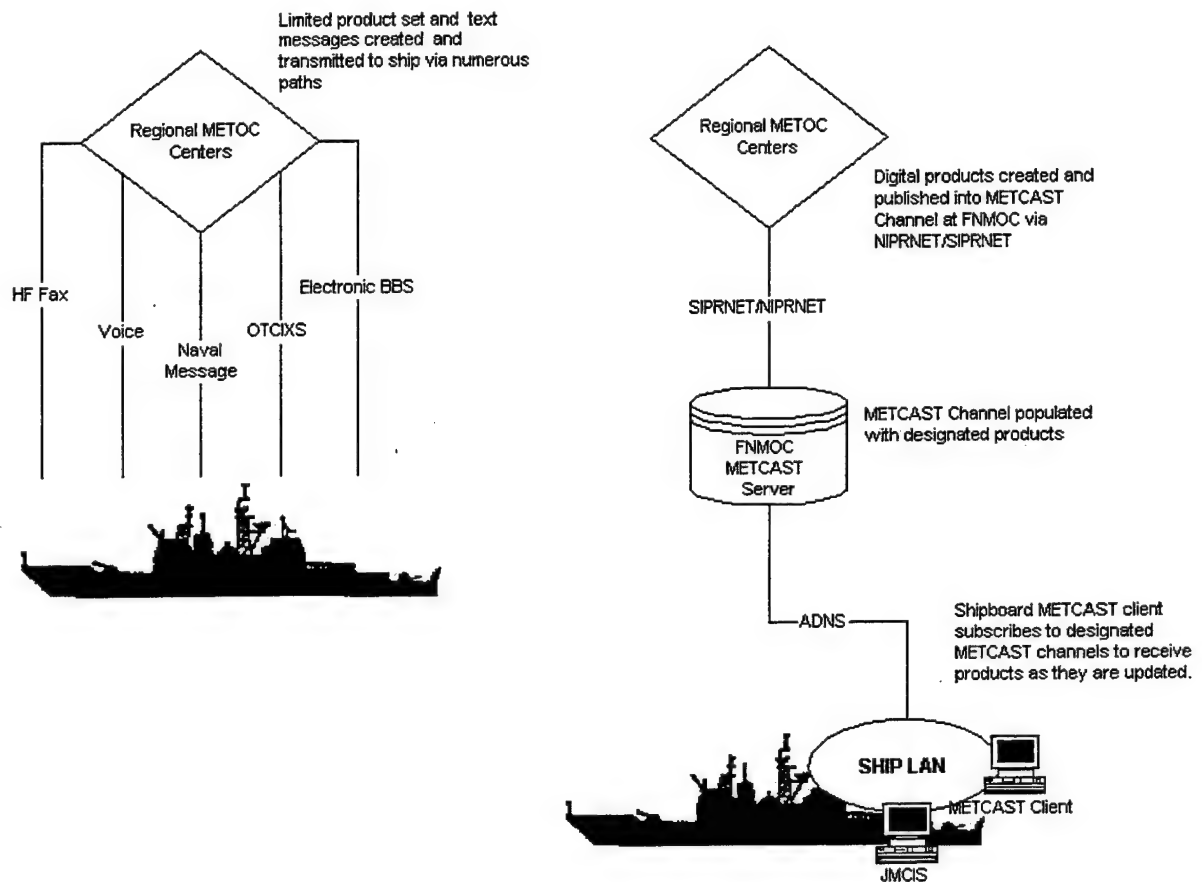 Limited product set and text
messages created and
transmitted to ship via numerous
paths
Regional METOC
Centers
HF Fax
Voice
Naval
Message
OTCIXS
Electronic BBS
Regional METOC
Centers
Digital products created and
published into METCAST
Channel at FNMOC via
NIPRNET/SIPRNET
SIPRNET/NIPRNET
METCAST Channel populated
with designated products
FNMOC
METCAST
Server
ADNS
Shipboard METCAST client
subscribes to designated
METCAST channels to receive
products as they are updated.
SHIP LAN
METCAST Client
JMCIS